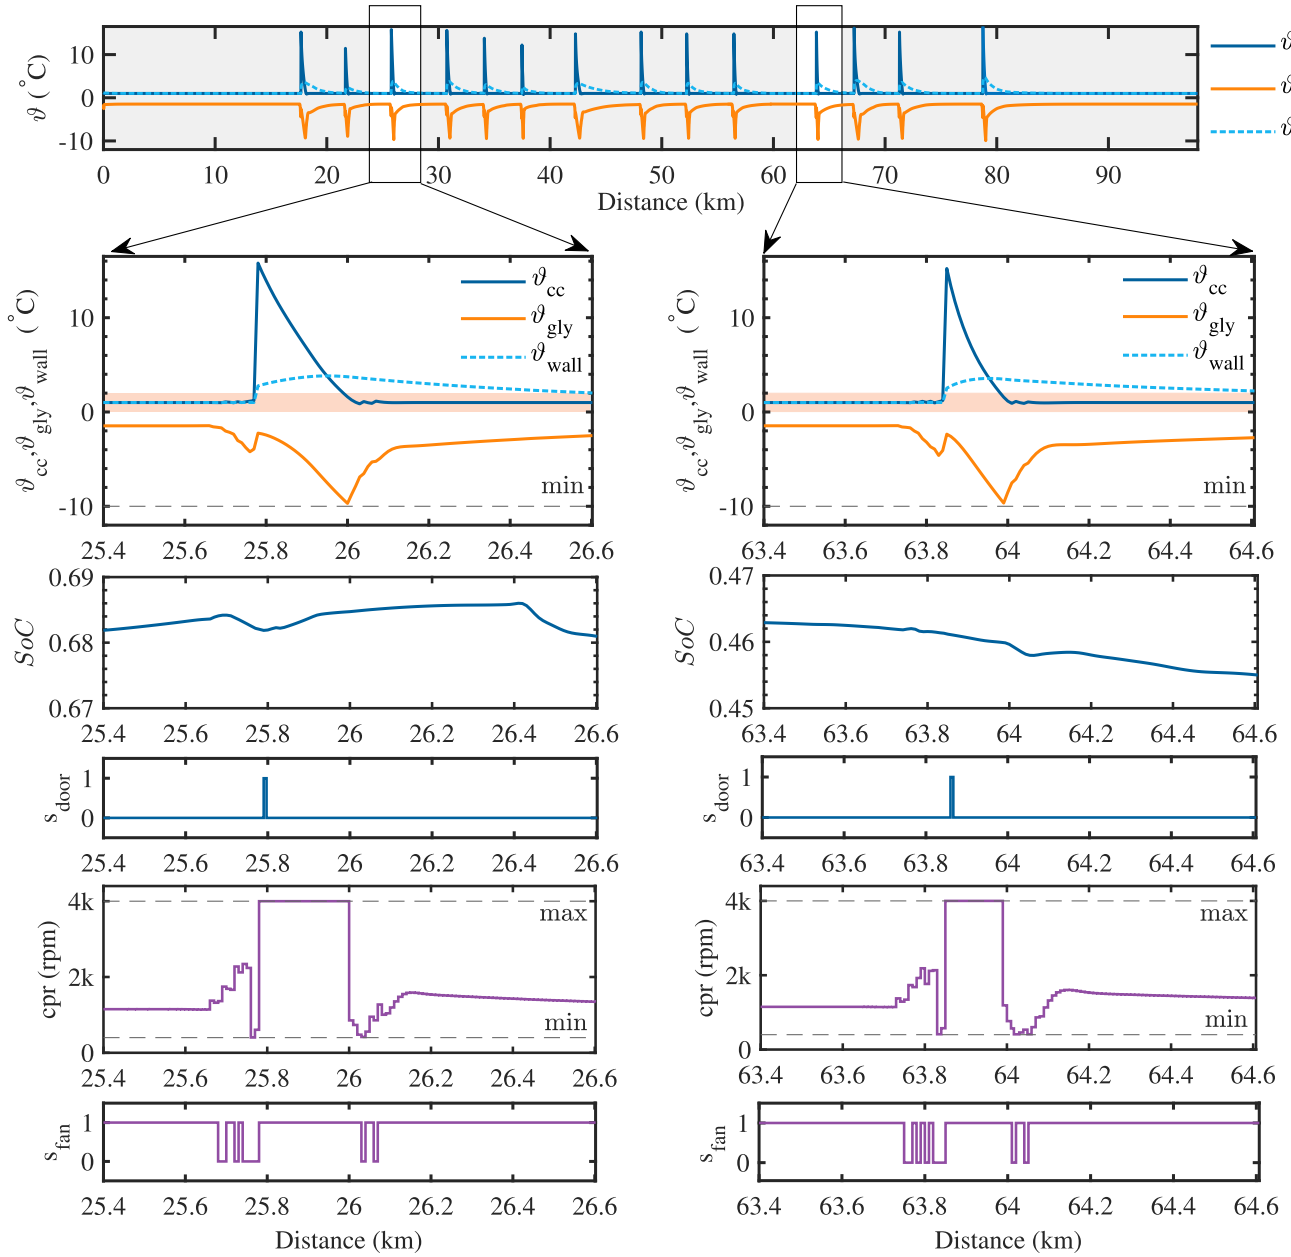 10
0
-10
ϑ (°C)
ϑ
ϑ
ϑ
0 10 20 30 40 50 60 70 80 90
Distance (km)
10
0
-10
ϑcc,ϑgly,ϑwall (°C)
ϑcc
ϑgly
ϑwall
min
25.4 25.6 25.8 26 26.2 26.4 26.6
10
0
-10
ϑcc,ϑgly,ϑwall (°C)
ϑcc
ϑgly
ϑwall
min
63.4 63.6 63.8 64 64.2 64.4 64.6
0.69
0.68
0.67
SoC
25.4 25.6 25.8 26 26.2 26.4 26.6
0.47
0.46
0.45
SoC
63.4 63.6 63.8 64 64.2 64.4 64.6
1
0
sdoor
25.4 25.6 25.8 26 26.2 26.4 26.6
1
0
sdoor
63.4 63.6 63.8 64 64.2 64.4 64.6
4k
2k
0
cpr (rpm)
max
min
25.4 25.6 25.8 26 26.2 26.4 26.6
4k
2k
0
cpr (rpm)
max
min
63.4 63.6 63.8 64 64.2 64.4 64.6
1
0
sfan
25.4 25.6 25.8 26 26.2 26.4 26.6
Distance (km)
1
0
sfan
63.4 63.6 63.8 64 64.2 64.4 64.6
Distance (km)